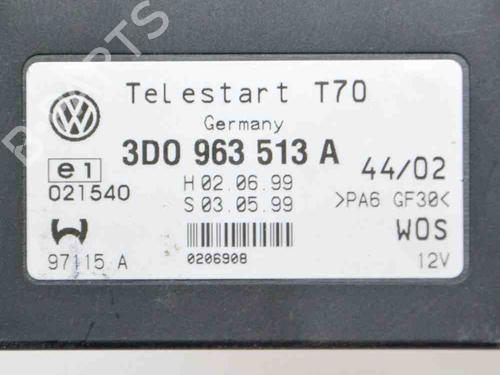 Telestart T70
Germany
3D0 963 513 A
44/02
e1
021540
H 02.06.99
S 03.05.99
>PA6 GF30<
WOS
97115 A
0206908
12V
PARTS